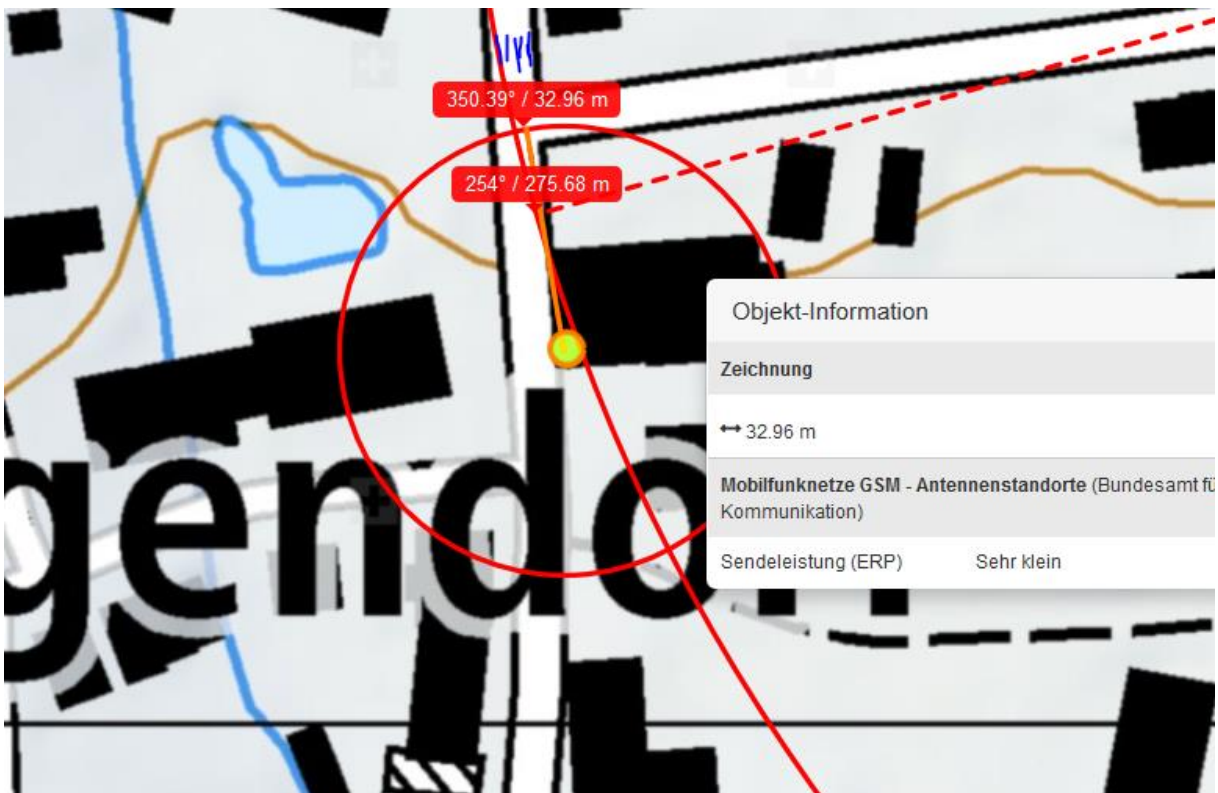 350.39° / 32.96 m
254° / 275.68 m
Objekt-Information
Zeichnung
32.96 m
Mobilfunknetze GSM - Antennenstandorte (Bundesamt fü
Kommunikation)
Sendeleistung (ERP) Sehr klein
gendo